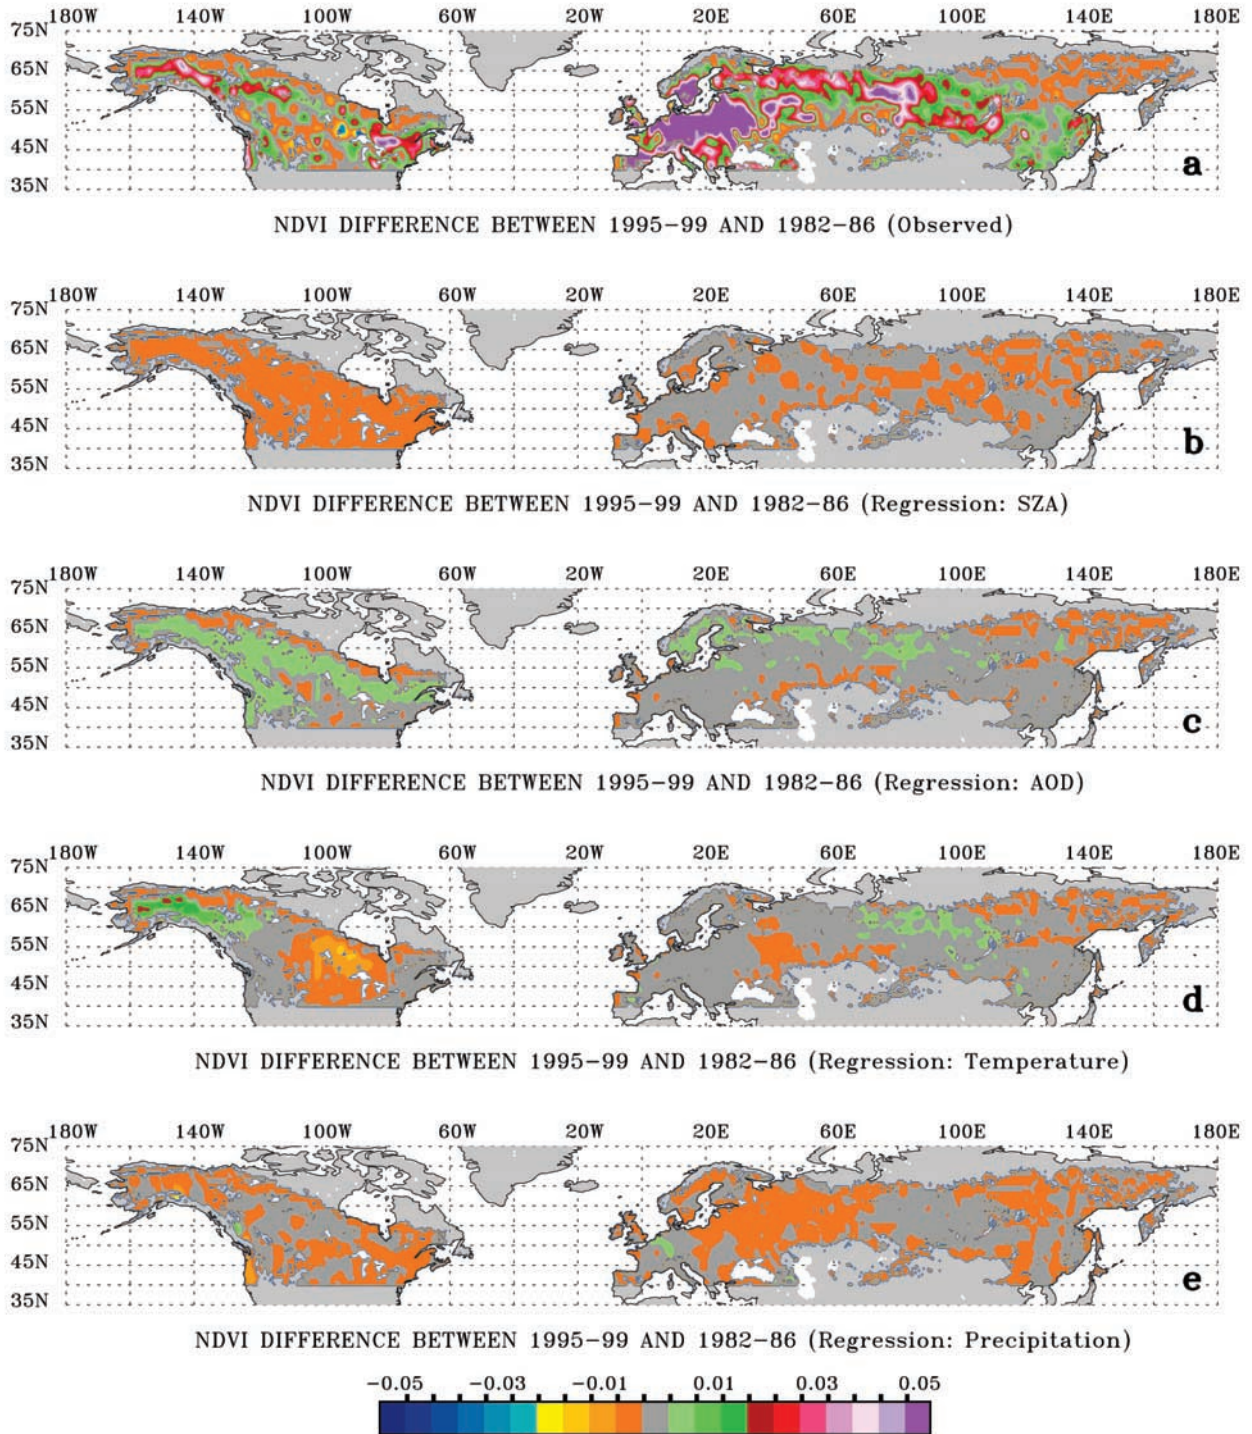 180W 140W 100W 60W 20W 20E 60E 100E 140E 180E
75N
65N
55N
45N
35N
a
NDVI DIFFERENCE BETWEEN 1995-99 AND 1982-86 (Observed)
180W 140W 100W 60W 20W 20E 60E 100E 140E 180E
75N
65N
55N
45N
35N
b
NDVI DIFFERENCE BETWEEN 1995-99 AND 1982-86 (Regression: SZA)
180W 140W 100W 60W 20W 20E 60E 100E 140E 180E
75N
65N
55N
45N
35N
c
NDVI DIFFERENCE BETWEEN 1995-99 AND 1982-86 (Regression: AOD)
180W 140W 100W 60W 20W 20E 60E 100E 140E 180E
75N
65N
55N
45N
35N
d
NDVI DIFFERENCE BETWEEN 1995-99 AND 1982-86 (Regression: Temperature)
180W 140W 100W 60W 20W 20E 60E 100E 140E 180E
75N
65N
55N
45N
35N
e
NDVI DIFFERENCE BETWEEN 1995-99 AND 1982-86 (Regression: Precipitation)
-0.05 -0.03 -0.01 0.01 0.03 0.05